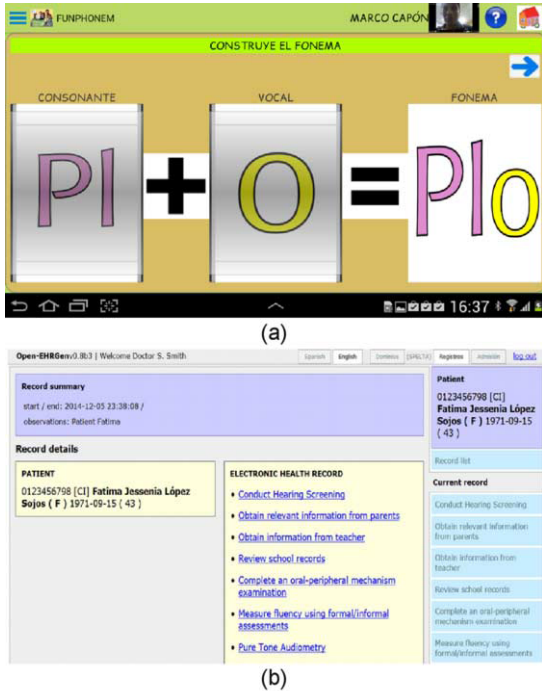 FUNPHONEM
MARCO CAPÓN
?
CONSTRUYE EL FONEMA
CONSONANTE
VOCAL
FONEMA
Pl + O = Plo
16:37
(a)
Open-EHRGenv0.8b3 | Welcome Doctor S. Smith
Spanish English Dominios Registros Admisión log out
Record summary
start / end: 2014-12-05 23:38:08 /
observations: Patient Fatima
Record details
PATIENT
0123456798 [CI] Fatima Jessenia López
Sojos ( F ) 1971-09-15 ( 43 )
ELECTRONIC HEALTH RECORD
• Conduct Hearing Screening
• Obtain relevant information from parents
• Obtain information from teacher
• Review school records
• Complete an oral-peripheral mechanism
examination
• Measure fluency using formal/informal
assessments
• Pure Tone Audiometry
Patient
0123456798 [CI]
Fatima Jessenia López
Sojos ( F ) 1971-09-15
( 43 )
Record list
Current record
Conduct Hearing Screening
Obtain relevant information
from parents
Obtain information from
teacher
Review school records
Complete an oral-peripheral
mechanism examination
Measure fluency using
formal/informal assessments
(b)